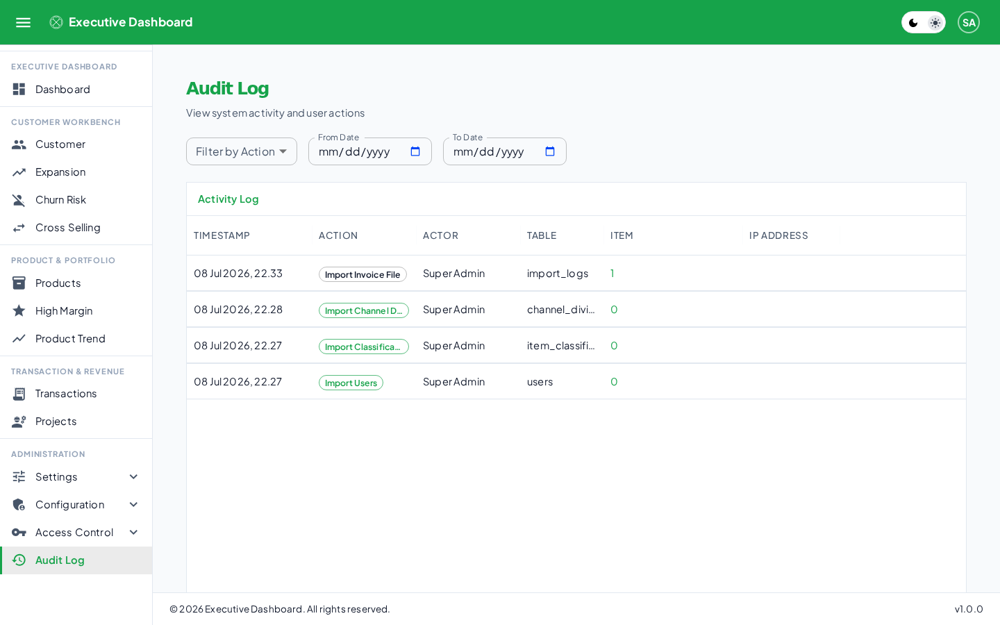 Executive Dashboard
SA
EXECUTIVE DASHBOARD
Dashboard
CUSTOMER WORKBENCH
Customer
Expansion
Churn Risk
Cross Selling
PRODUCT & PORTFOLIO
Products
High Margin
Product Trend
TRANSACTION & REVENUE
Transactions
Projects
ADMINISTRATION
Settings
Configuration
Access Control
Audit Log
Audit Log
View system activity and user actions
Filter by Action
From Date
mm/dd/yyyy
To Date
mm/dd/yyyy
Activity Log
TIMESTAMP ACTION ACTOR TABLE ITEM IP ADDRESS
08 Jul 2026, 22.33 Import Invoice File Super Admin import_logs 1
08 Jul 2026, 22.28 Import Channel D... Super Admin channel_divi... 0
08 Jul 2026, 22.27 Import Classifica... Super Admin item_classifi... 0
08 Jul 2026, 22.27 Import Users Super Admin users 0
© 2026 Executive Dashboard. All rights reserved.
v1.0.0